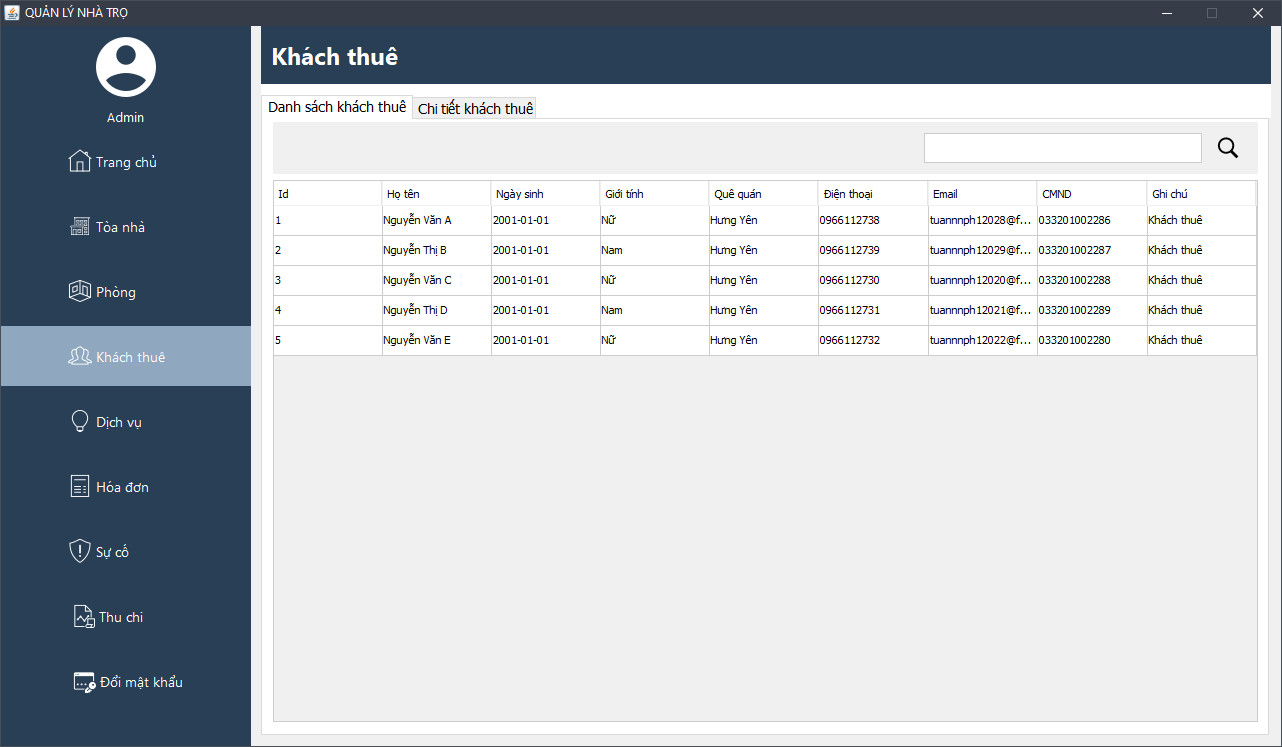 QUẢN LÝ NHÀ TRỌ
Admin
Trang chủ
Tòa nhà
Phòng
Khách thuê
Dịch vụ
Hóa đơn
Sự cố
Thu chi
Đổi mật khẩu
Khách thuê
Danh sách khách thuê Chi tiết khách thuê
Id Họ tên Ngày sinh Giới tính Quê quán Điện thoại Email CMND Ghi chú
1 Nguyễn Văn A 2001-01-01 Nữ Hưng Yên 0966112738 tuannnph12028@f... 033201002286 Khách thuê
2 Nguyễn Thị B 2001-01-01 Nam Hưng Yên 0966112739 tuannnph12029@f... 033201002287 Khách thuê
3 Nguyễn Văn C 2001-01-01 Nữ Hưng Yên 0966112730 tuannnph12020@f... 033201002288 Khách thuê
4 Nguyễn Thị D 2001-01-01 Nam Hưng Yên 0966112731 tuannnph12021@f... 033201002289 Khách thuê
5 Nguyễn Văn E 2001-01-01 Nữ Hưng Yên 0966112732 tuannnph12022@f... 033201002280 Khách thuê